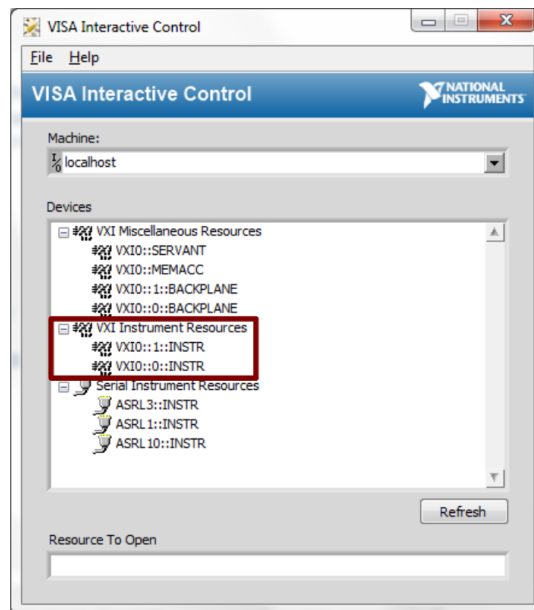 VISA Interactive Control
File Help
VISA Interactive Control
NATIONAL
INSTRUMENTS
Machine:
localhost
Devices
VXI Miscellaneous Resources
VXI0::SERVANT
VXI0::MEMACC
VXI0::1::BACKPLANE
VXI0::0::BACKPLANE
VXI Instrument Resources
VXI0::1::INSTR
VXI0::0::INSTR
Serial Instrument Resources
ASRL3::INSTR
ASRL1::INSTR
ASRL10::INSTR
Refresh
Resource To Open